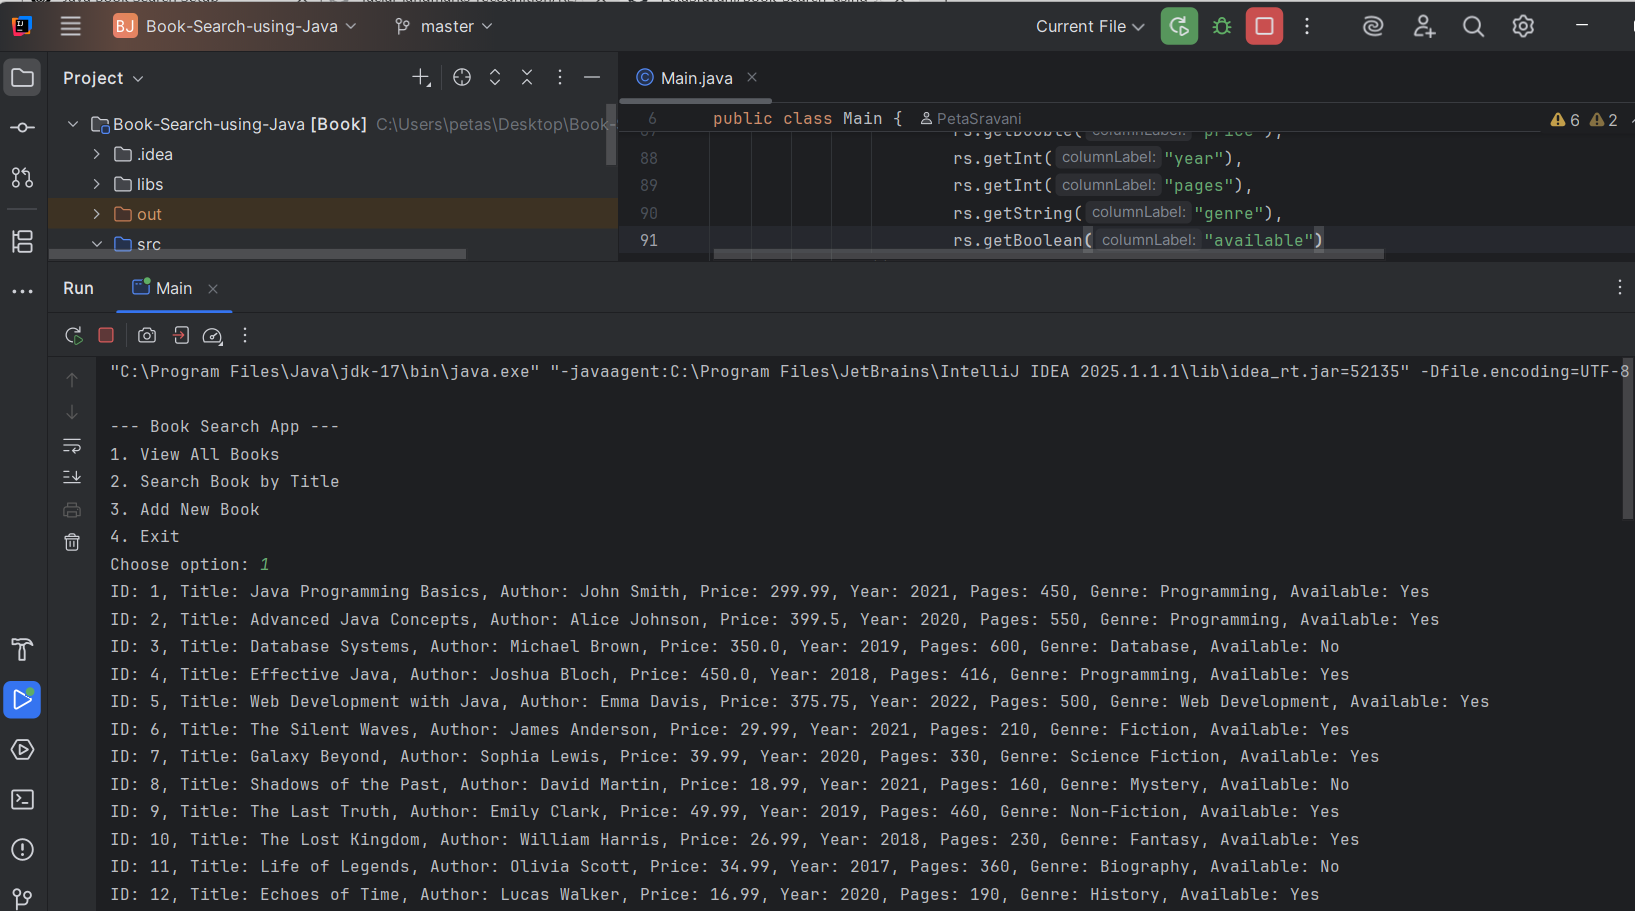 BJ Book-Search-using-Java master Current File
Project
Main.java
Book-Search-using-Java [Book] C:\Users\petas\Desktop\Book-
.idea
libs
out
src
6 public class Main { PetaSravani 6 2
87 rs.getDouble( columnLabel: "price"),
88 rs.getInt( columnLabel: "year"),
89 rs.getInt( columnLabel: "pages"),
90 rs.getString( columnLabel: "genre"),
91 rs.getBoolean( columnLabel: "available")
Run Main
"C:\Program Files\Java\jdk-17\bin\java.exe" "-javaagent:C:\Program Files\JetBrains\IntelliJ IDEA 2025.1.1.1\lib\idea_rt.jar=52135" -Dfile.encoding=UTF-8
--- Book Search App ---
1. View All Books
2. Search Book by Title
3. Add New Book
4. Exit
Choose option: 1
ID: 1, Title: Java Programming Basics, Author: John Smith, Price: 299.99, Year: 2021, Pages: 450, Genre: Programming, Available: Yes
ID: 2, Title: Advanced Java Concepts, Author: Alice Johnson, Price: 399.5, Year: 2020, Pages: 550, Genre: Programming, Available: Yes
ID: 3, Title: Database Systems, Author: Michael Brown, Price: 350.0, Year: 2019, Pages: 600, Genre: Database, Available: No
ID: 4, Title: Effective Java, Author: Joshua Bloch, Price: 450.0, Year: 2018, Pages: 416, Genre: Programming, Available: Yes
ID: 5, Title: Web Development with Java, Author: Emma Davis, Price: 375.75, Year: 2022, Pages: 500, Genre: Web Development, Available: Yes
ID: 6, Title: The Silent Waves, Author: James Anderson, Price: 29.99, Year: 2021, Pages: 210, Genre: Fiction, Available: Yes
ID: 7, Title: Galaxy Beyond, Author: Sophia Lewis, Price: 39.99, Year: 2020, Pages: 330, Genre: Science Fiction, Available: Yes
ID: 8, Title: Shadows of the Past, Author: David Martin, Price: 18.99, Year: 2021, Pages: 160, Genre: Mystery, Available: No
ID: 9, Title: The Last Truth, Author: Emily Clark, Price: 49.99, Year: 2019, Pages: 460, Genre: Non-Fiction, Available: Yes
ID: 10, Title: The Lost Kingdom, Author: William Harris, Price: 26.99, Year: 2018, Pages: 230, Genre: Fantasy, Available: Yes
ID: 11, Title: Life of Legends, Author: Olivia Scott, Price: 34.99, Year: 2017, Pages: 360, Genre: Biography, Available: No
ID: 12, Title: Echoes of Time, Author: Lucas Walker, Price: 16.99, Year: 2020, Pages: 190, Genre: History, Available: Yes